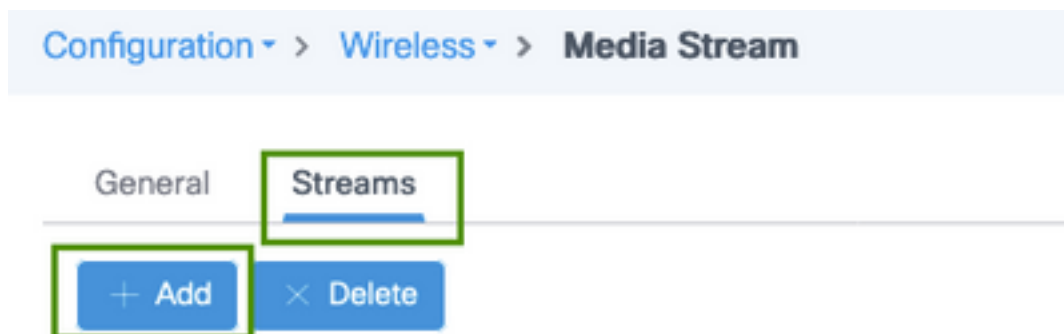 Configuration > Wireless > Media Stream
General Streams
+ Add × Delete